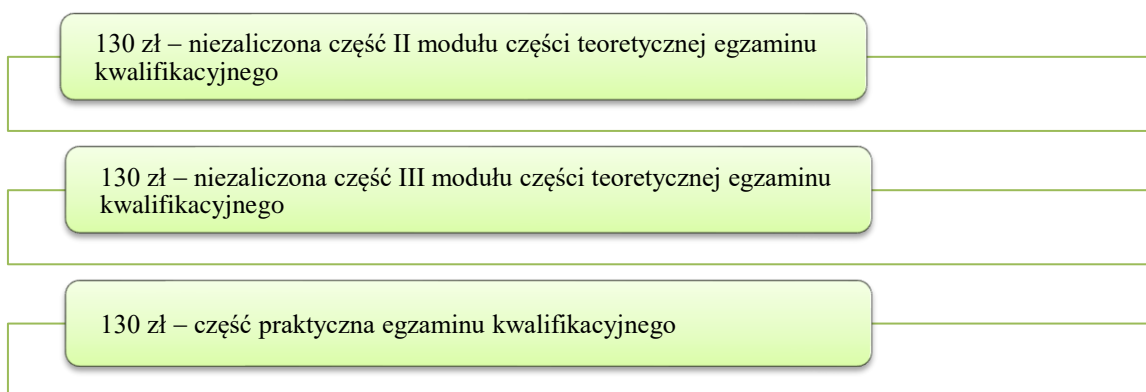 130 zł – niezaliczona część II modułu części teoretycznej egzaminu
kwalifikacyjnego
130 zł – niezaliczona część III modułu części teoretycznej egzaminu
kwalifikacyjnego
130 zł – część praktyczna egzaminu kwalifikacyjnego